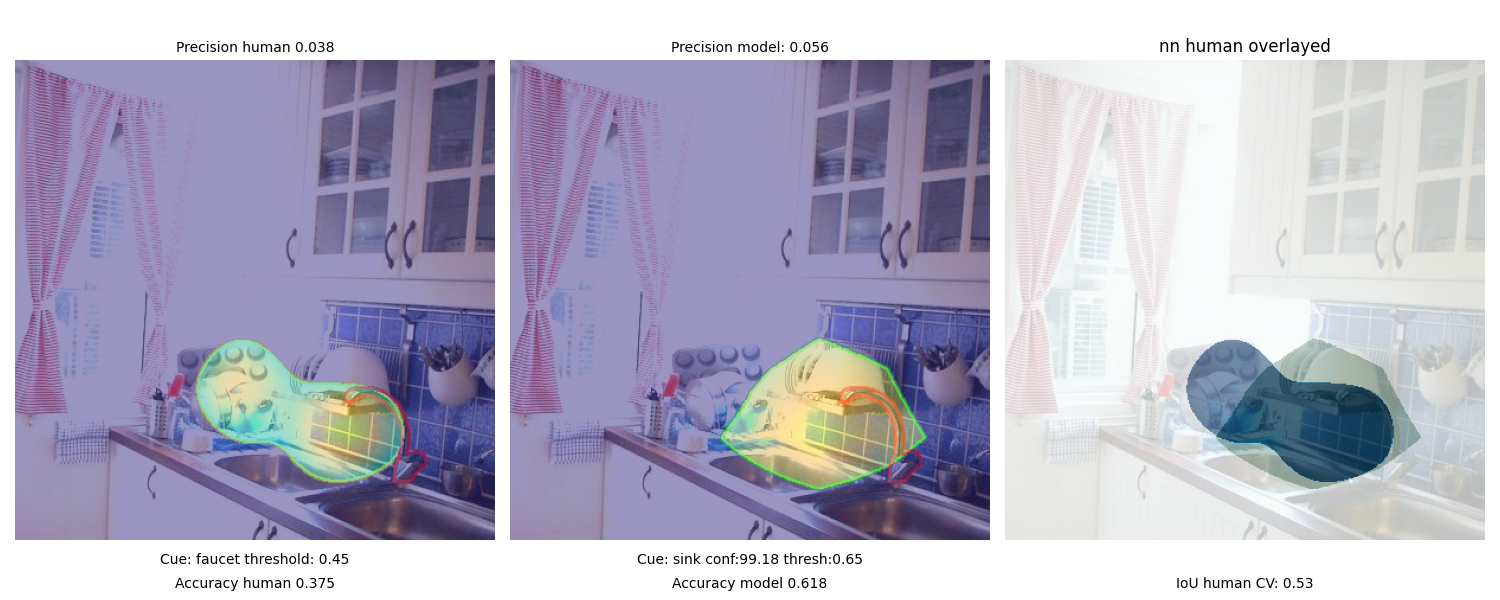 Precision human 0.038
Precision model: 0.056
nn human overlayed
Cue: faucet threshold: 0.45
Accuracy human 0.375
Cue: sink conf:99.18 thresh:0.65
Accuracy model 0.618
IoU human CV: 0.53